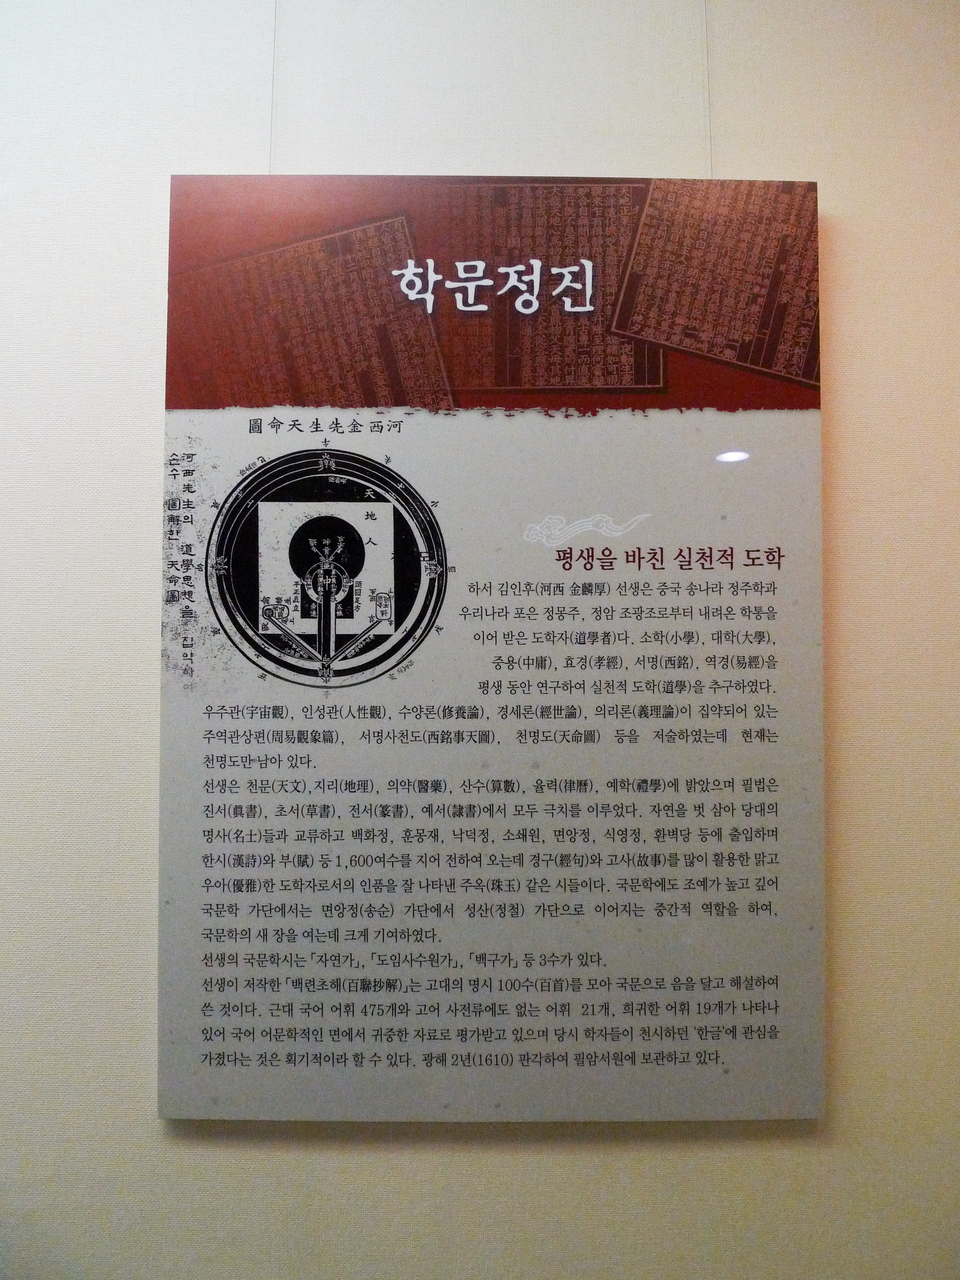 학문정진
圖命天生先金西河
河西先生의 道學思想을 집약하여
손수 圖解한 天命圖
天
地
人
中
평생을 바친 실천적 도학
하서 김인후(河西 金麟厚) 선생은 중국 송나라 정주학과
우리나라 포은 정몽주, 정암 조광조로부터 내려온 학통을
이어 받은 도학자(道學者)다. 소학(小學), 대학(大學),
중용(中庸), 효경(孝經), 서명(西銘), 역경(易經)을
평생 동안 연구하여 실천적 도학(道學)을 추구하였다.
우주관(宇宙觀), 인성관(人性觀), 수양론(修養論), 경세론(經世論), 의리론(義理論)이 집약되어 있는
주역관상편(周易觀象篇), 서명사천도(西銘事天圖), 천명도(天命圖) 등을 저술하였는데 현재는
천명도만 남아 있다.
선생은 천문(天文),지리(地理), 의약(醫藥), 산수(算數), 율력(律曆), 예학(禮學)에 밝았으며 필법은
진서(眞書), 초서(草書), 전서(篆書), 예서(隷書)에서 모두 극치를 이루었다. 자연을 벗 삼아 당대의
명사(名士)들과 교류하고 백화정, 훈몽재, 낙덕정, 소쇄원, 면앙정, 식영정, 환벽당 등에 출입하며
한시(漢詩)와 부(賦) 등 1,600여수를 지어 전하여 오는데 경구(經句)와 고사(故事)를 많이 활용한 맑고
우아(優雅)한 도학자로서의 인품을 잘 나타낸 주옥(珠玉) 같은 시들이다. 국문학에도 조예가 높고 깊어
국문학 가단에서는 면앙정(송순) 가단에서 성산(정철) 가단으로 이어지는 중간적 역할을 하여,
국문학의 새 장을 여는데 크게 기여하였다.
선생의 국문학시는 「자연가」, 「도임사수원가」, 「백구가」 등 3수가 있다.
선생이 저작한 「백련초해(百聯抄解)」는 고대의 명시 100수(百首)를 모아 국문으로 음을 달고 해설하여
쓴 것이다. 근대 국어 어휘 475개와 고어 사전류에도 없는 어휘 21개, 희귀한 어휘 19개가 나타나
있어 국어 어문학적인 면에서 귀중한 자료로 평가받고 있으며 당시 학자들이 천시하던 '한글'에 관심을
가졌다는 것은 획기적이라 할 수 있다. 광해 2년(1610) 판각하여 필암서원에 보관하고 있다.